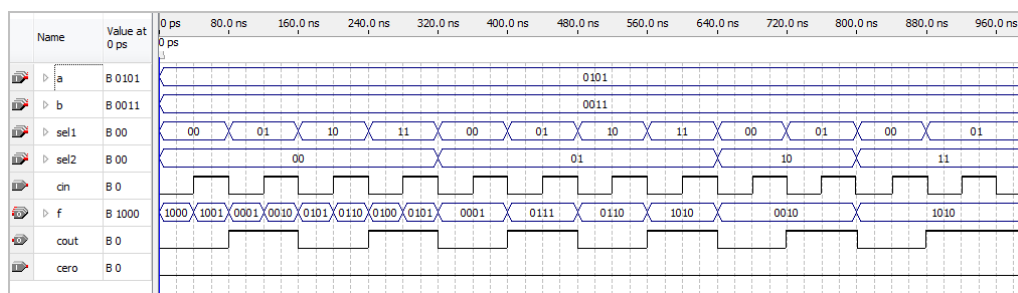 Name Value at 0 ps 0 ps 80.0 ns 160.0 ns 240.0 ns 320.0 ns 400.0 ns 480.0 ns 560.0 ns 640.0 ns 720.0 ns 800.0 ns 880.0 ns 960.0 ns
0 ps
a B 0101 0101
b B 0011 0011
sel1 B 00 00 01 10 11 00 01 10 11 00 01 00 01
sel2 B 00 00 01 10 11
cin B 0
f B 1000 1000 1001 0001 0010 0101 0110 0100 0101 0001 0111 0110 1010 0010 1010
cout B 0
cero B 0